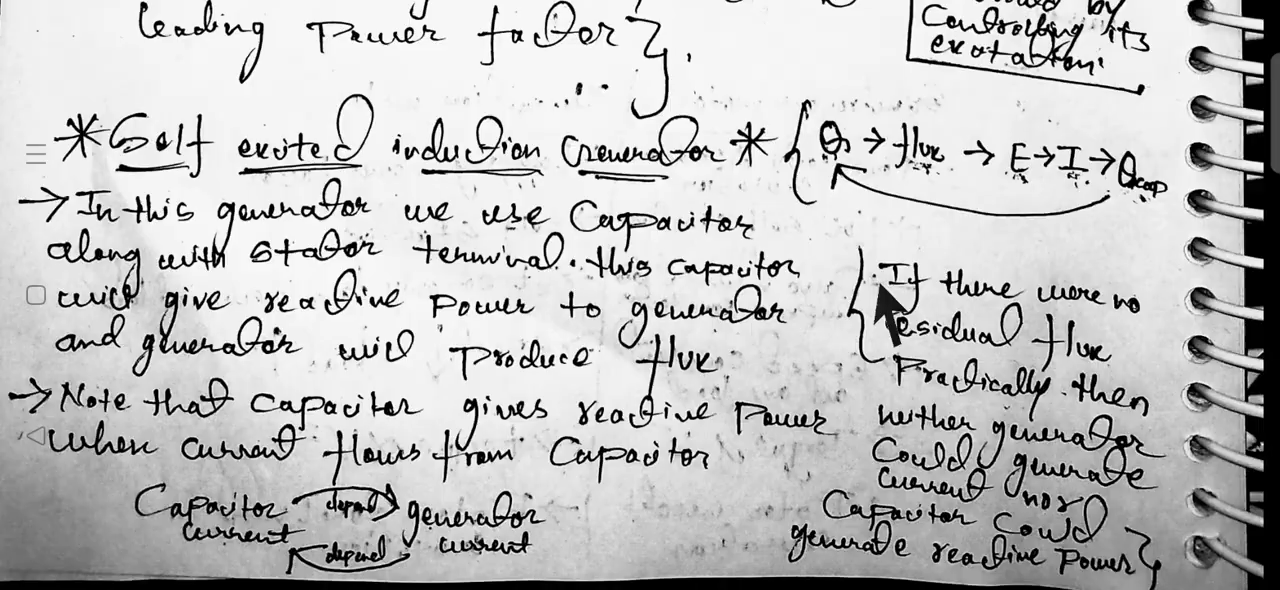 leading Power factor }.
Controlling its
* Self excited induction Generator *
{ Q → flux → E → I → Qcap
→ In this generator we use Capacitor
along with stator terminal. this capacitor
will give reactive Power to generator
and generator will Produce flux
→ Note that capacitor gives reactive Power
when current flows from Capacitor
Capacitor depend generator
current current
depend
{ If there were no
residual flux
Practically then
neither generator
Could generate
current nor
Capacitor Could
generate reactive Power }